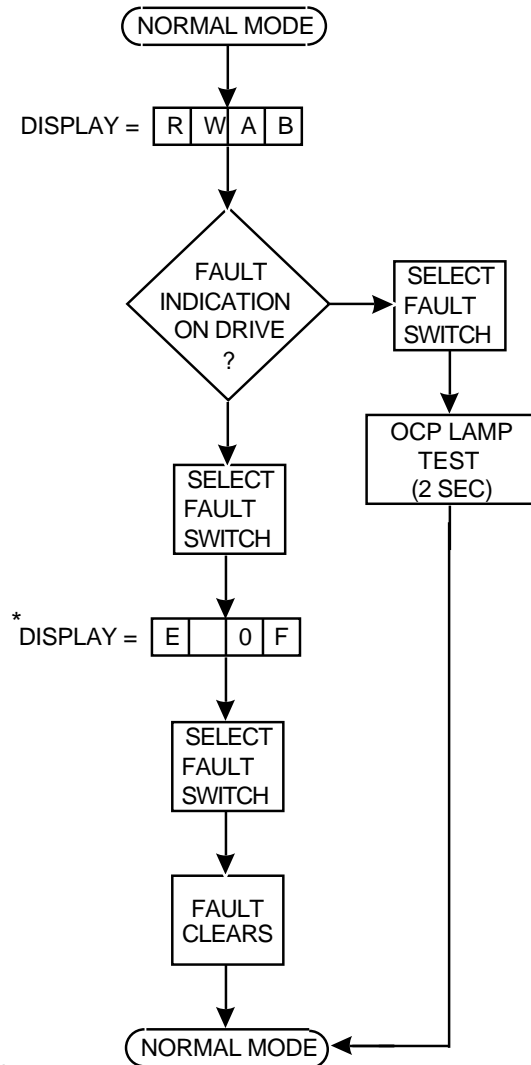 NORMAL MODE
DISPLAY = R W A B
FAULT
INDICATION
ON DRIVE
?
SELECT
FAULT
SWITCH
OCP LAMP
TEST
(2 SEC)
SELECT
FAULT
SWITCH
*
DISPLAY = E 0 F
SELECT
FAULT
SWITCH
FAULT
CLEARS
NORMAL MODE